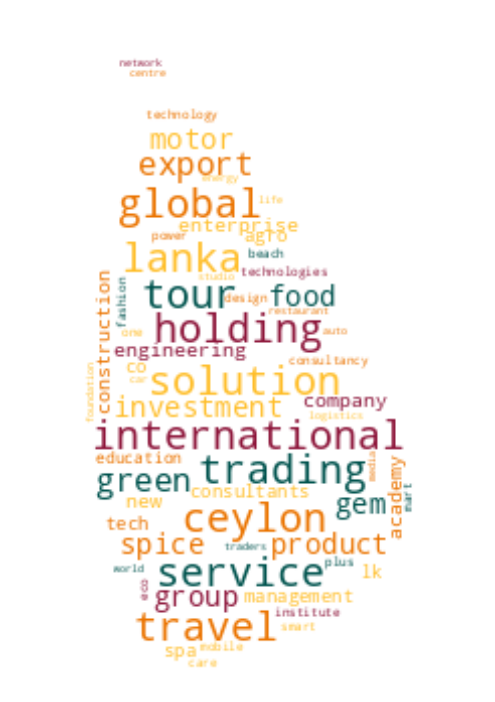 network
centre
technology
motor
export
energy
global
life
enterprise
power
agro
lanka
beach
technologies
studio
construction
fashion
tour
design
food
restaurant
holding
one
auto
engineering
consultancy
co
car
solution
foundation
investment
company
logistics
international
education
trading
media
green
consultants
academy
mart
new
gem
tech
ceylon
spice
traders
product
world
service
plus
lk
eco
group
management
institute
travel
smart
spa
mobile
care